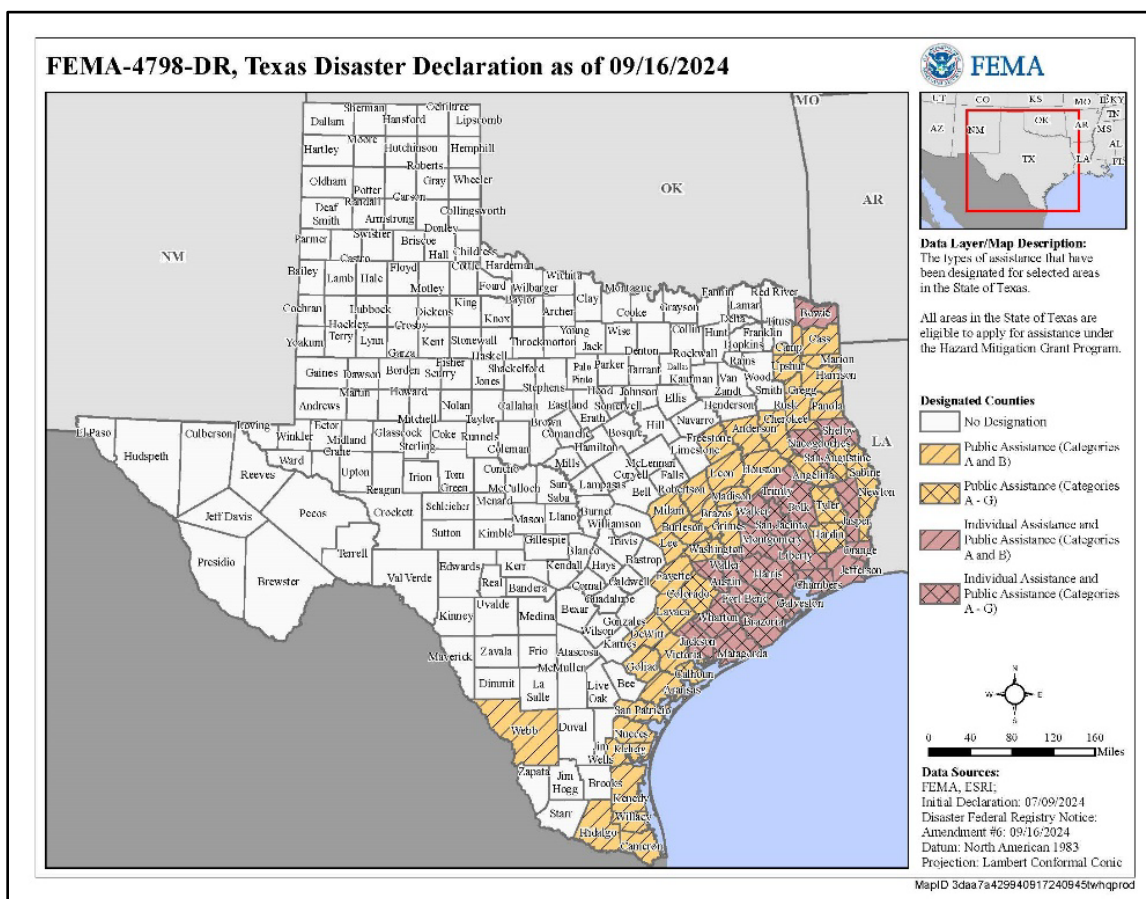 FEMA-4798-DR, Texas Disaster Declaration as of 09/16/2024
FEMA
UT CO KS MO KY
TN
AZ NM OK AR MS
TX LA AL
FL
MO
OK
AR
NM
LA
Sherman Ochiltree
Dallam Hansford Lipscomb
Moore
Hartley Hutchinson Hemphill
Roberts
Oldham Potter Gray Wheeler
Carson
Deaf Smith Randall Armstrong Collingsworth
Donley
Parmer Swisher Briscoe
Castro Hall Childress
Bailey Lamb Hale Floyd Motley Cottle Hardeman
Foard Wilbarger Wichita
Cochran Lubbock Dickens King Baylor Archer Clay Montague Cooke Grayson Fannin Lamar Red River
Hockley Crosby Knox
Delta Titus Bowie
Yoakum Terry Lynn Garza Kent Stonewall Haskell Throckmorton Young Jack Wise Denton Collin Hunt Hopkins Franklin
Camp Cass
Rockwall Rains Upshur Marion
Gaines Dawson Borden Scurry Fisher Jones Shackelford Stephens Palo Pinto Parker Tarrant Dallas Kaufman Van Zandt Wood Smith Gregg Harrison
Andrews Martin Howard Mitchell Nolan Taylor Callahan Eastland Hood Johnson Ellis Henderson Rusk Panola
Somervell Erath
El Paso Hudspeth Culberson Loving Winkler Ector Midland Glasscock Sterling Coke Runnels Coleman Brown Comanche Bosque Hill Navarro Anderson Cherokee Shelby
Reeves Ward Crane Upton Reagan Irion Tom Green Concho McCulloch Mills Hamilton McLennan Limestone Freestone Nacogdoches San Augustine
San Saba Lampasas Coryell Falls Leon Houston Angelina Sabine
Jeff Davis Pecos Crockett Schleicher Menard Mason Llano Burnet Bell Robertson Madison Trinity Polk Newton
Milam Brazos Walker Tyler Jasper
Presidio Brewster Terrell Sutton Kimble Gillespie Blanco Williamson Travis Burleson Grimes San Jacinto Hardin
Lee Washington Montgomery Liberty Orange
Val Verde Edwards Kerr Kendall Hays Bastrop Fayette Austin Waller Harris Chambers Jefferson
Real Bandera Comal Caldwell Colorado Fort Bend Galveston
Kinney Uvalde Medina Bexar Guadalupe Gonzales Lavaca Wharton Brazoria
Wilson DeWitt Jackson Matagorda
Maverick Zavala Frio Atascosa Karnes Victoria
McMullen Goliad Calhoun
Dimmit La Salle Live Oak Bee Aransas
San Patricio
Webb Duval Jim Wells Nueces
Kleberg
Zapata Jim Hogg Brooks Kenedy
Starr Hidalgo Willacy
Cameron
Data Layer/Map Description:
The types of assistance that have
been designated for selected areas
in the State of Texas.
All areas in the State of Texas are
eligible to apply for assistance under
the Hazard Mitigation Grant Program.
Designated Counties
No Designation
Public Assistance (Categories
A and B)
Public Assistance (Categories
A - G)
Individual Assistance and
Public Assistance (Categories
A and B)
Individual Assistance and
Public Assistance (Categories
A - G)
N
W E
S
0 40 80 120 160
Miles
Data Sources:
FEMA, ESRI;
Initial Declaration: 07/09/2024
Disaster Federal Registry Notice:
Amendment #6: 09/16/2024
Datum: North American 1983
Projection: Lambert Conformal Conic
MapID 3daa7a429940917240945twhqprod